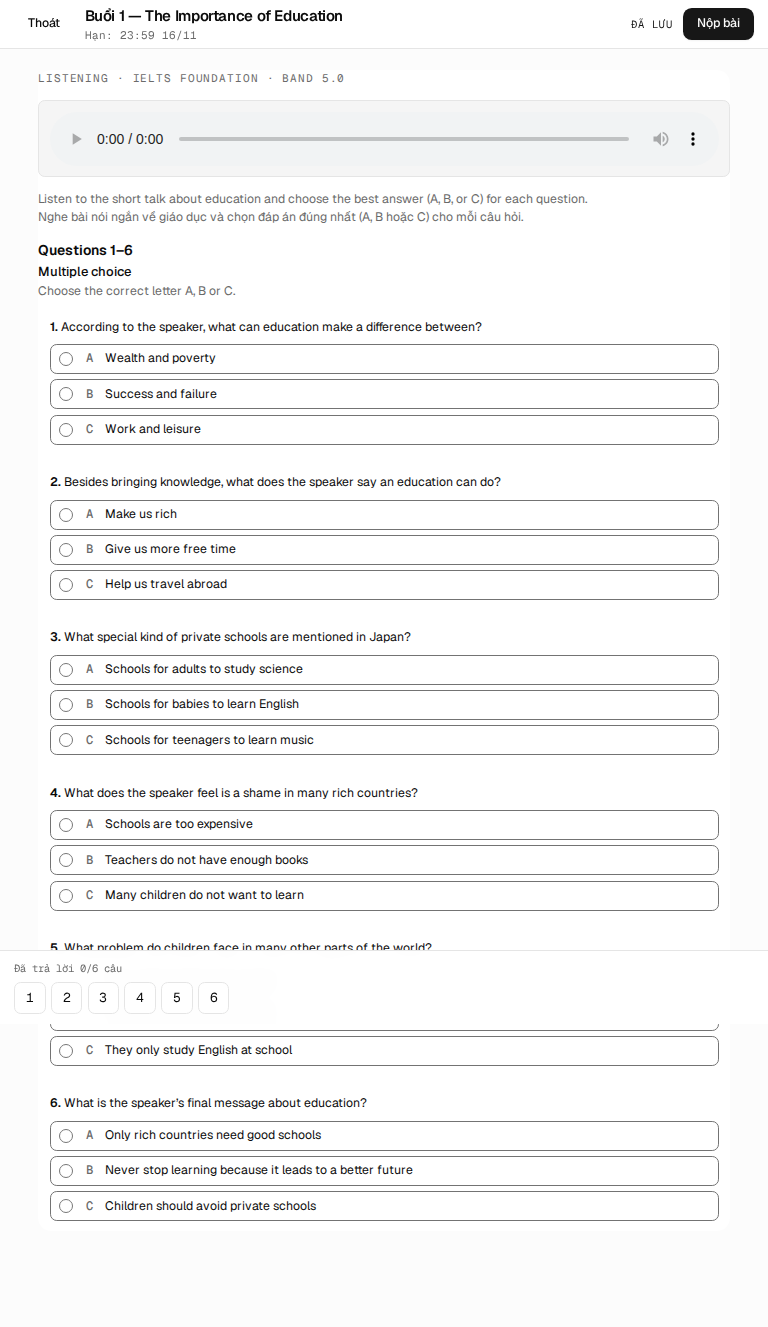 Thoát
Buổi 1 — The Importance of Education
Hạn: 23:59 16/11
ĐÃ LƯU
Nộp bài
LISTENING · IELTS FOUNDATION · BAND 5.0
0:00 / 0:00
Listen to the short talk about education and choose the best answer (A, B, or C) for each question.
Nghe bài nói ngắn về giáo dục và chọn đáp án đúng nhất (A, B hoặc C) cho mỗi câu hỏi.
Questions 1–6
Multiple choice
Choose the correct letter A, B or C.
1. According to the speaker, what can education make a difference between?
A Wealth and poverty
B Success and failure
C Work and leisure
2. Besides bringing knowledge, what does the speaker say an education can do?
A Make us rich
B Give us more free time
C Help us travel abroad
3. What special kind of private schools are mentioned in Japan?
A Schools for adults to study science
B Schools for babies to learn English
C Schools for teenagers to learn music
4. What does the speaker feel is a shame in many rich countries?
A Schools are too expensive
B Teachers do not have enough books
C Many children do not want to learn
5. What problem do children face in many other parts of the world?
Đã trả lời 0/6 câu
1 2 3 4 5 6
C They only study English at school
6. What is the speaker's final message about education?
A Only rich countries need good schools
B Never stop learning because it leads to a better future
C Children should avoid private schools